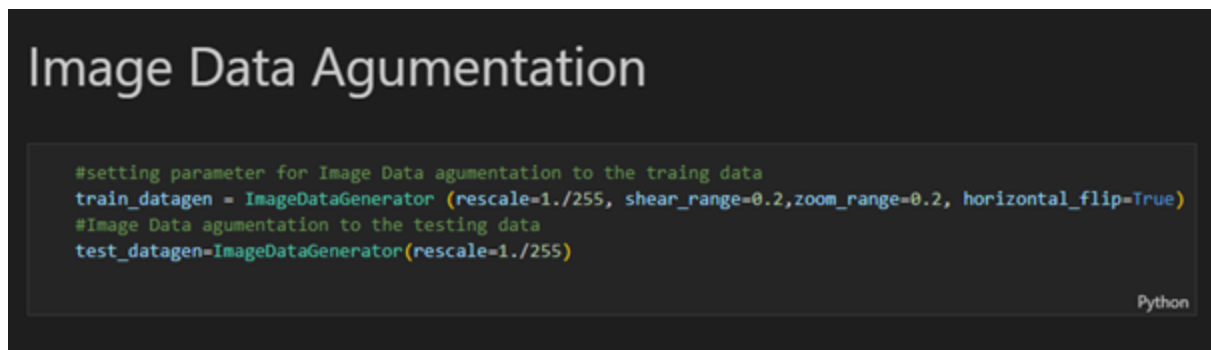 Image Data Agumentation
#setting parameter for Image Data agumentation to the traing data
train_datagen = ImageDataGenerator (rescale=1./255, shear_range=0.2,zoom_range=0.2, horizontal_flip=True)
#Image Data agumentation to the testing data
test_datagen=ImageDataGenerator(rescale=1./255)
Python